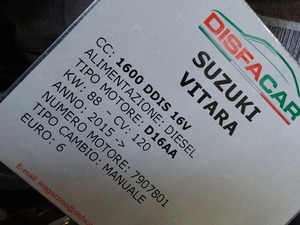 DISFACAR
SUZUKI
VITARA
CC: 1600 DDIS 16V
ALIMENTAZIONE: DIESEL
TIPO MOTORE: D16AA
KW: 88 - CV: 120
ANNO: 2015 ->
NUMERO MOTORE: 7907801
TIPO CAMBIO: MANUALE
EURO: 6